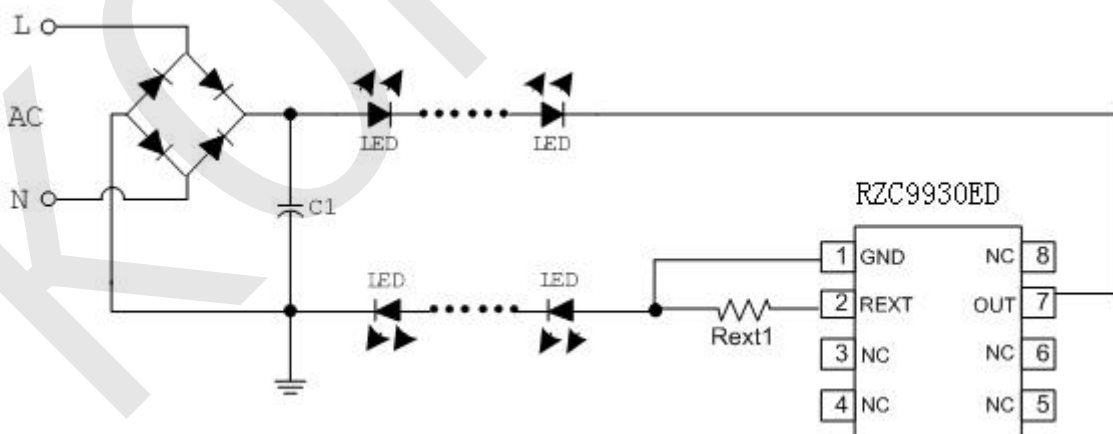 L
AC
N
LED
LED
C1
LED
LED
Rext1
RZC9930ED
1 GND NC 8
2 REXT OUT 7
3 NC NC 6
4 NC NC 5